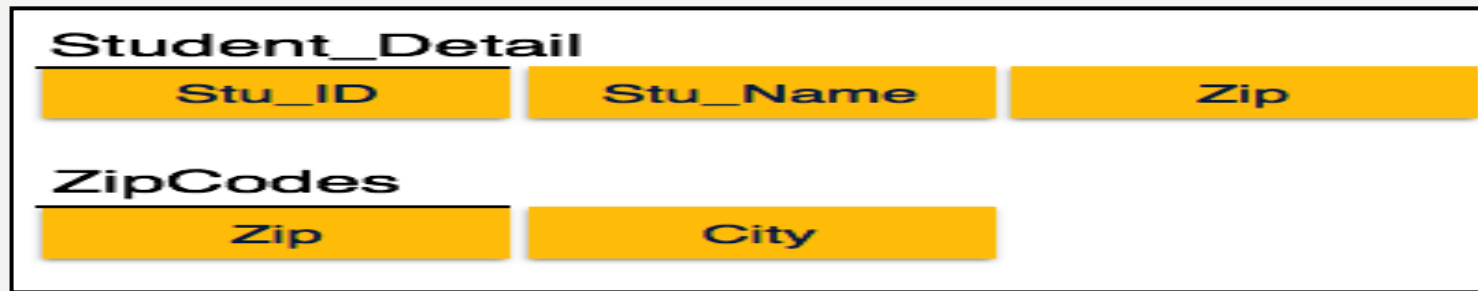 Student_Detail
Stu_ID Stu_Name Zip
ZipCodes
Zip City